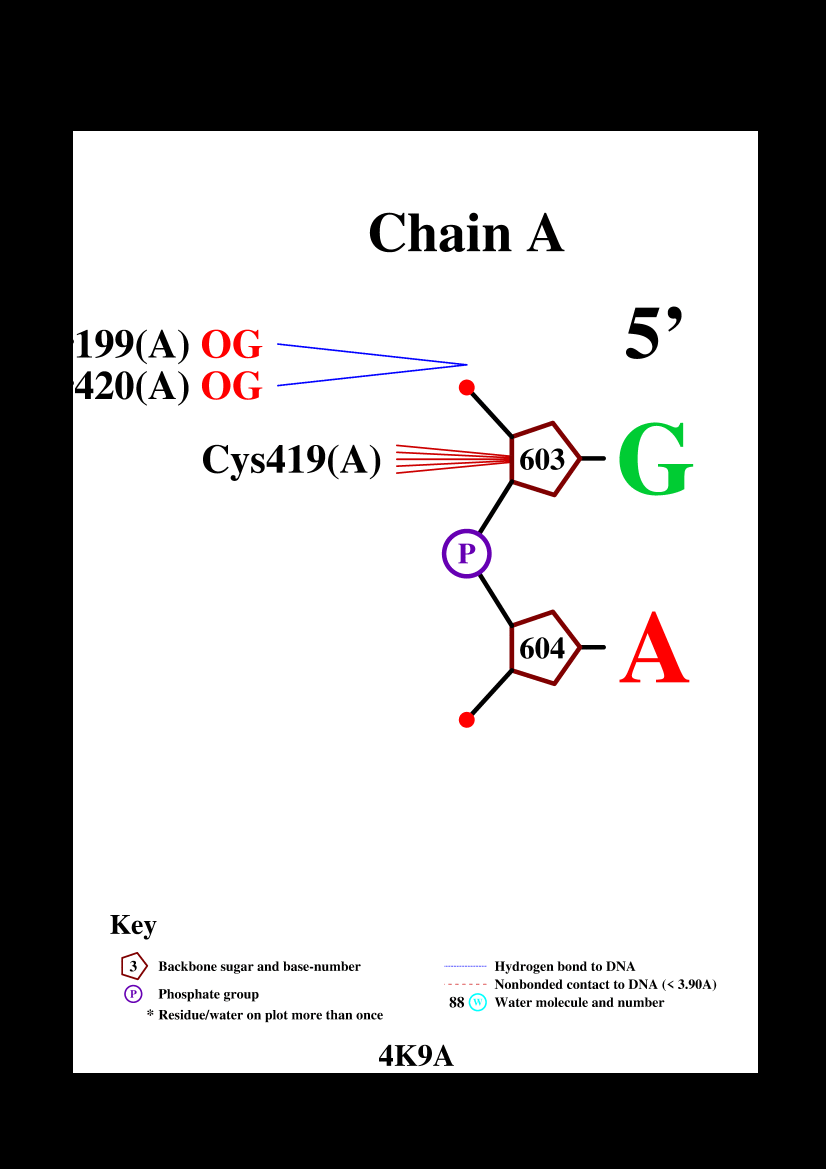 Chain A
5’
199(A) OG
420(A) OG
Cys419(A)
603
G
P
604
A
Key
3 Backbone sugar and base-number
P Phosphate group
* Residue/water on plot more than once
Hydrogen bond to DNA
Nonbonded contact to DNA (< 3.90A)
88 W Water molecule and number
4K9A